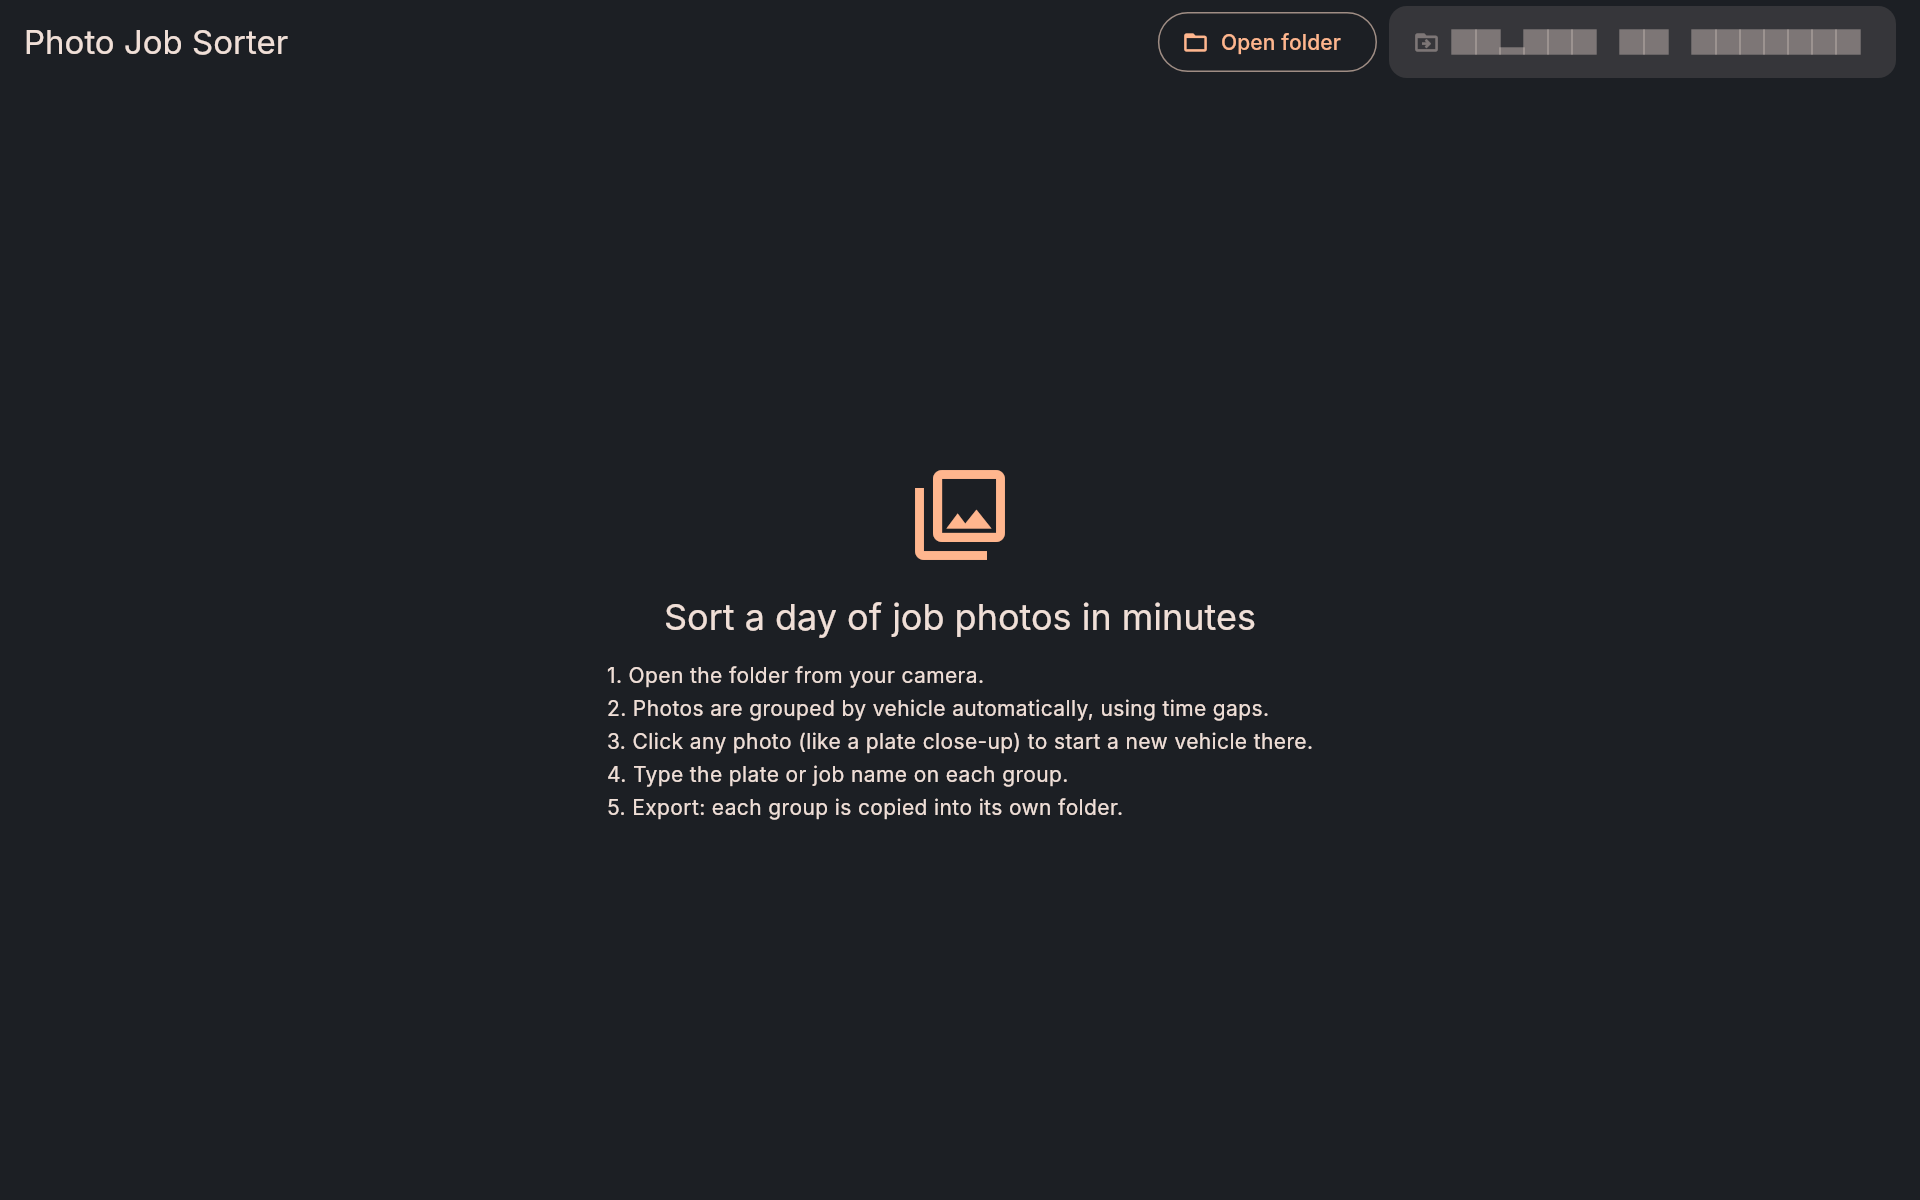 Photo Job Sorter
Open folder
Sort a day of job photos in minutes
1. Open the folder from your camera.
2. Photos are grouped by vehicle automatically, using time gaps.
3. Click any photo (like a plate close-up) to start a new vehicle there.
4. Type the plate or job name on each group.
5. Export: each group is copied into its own folder.